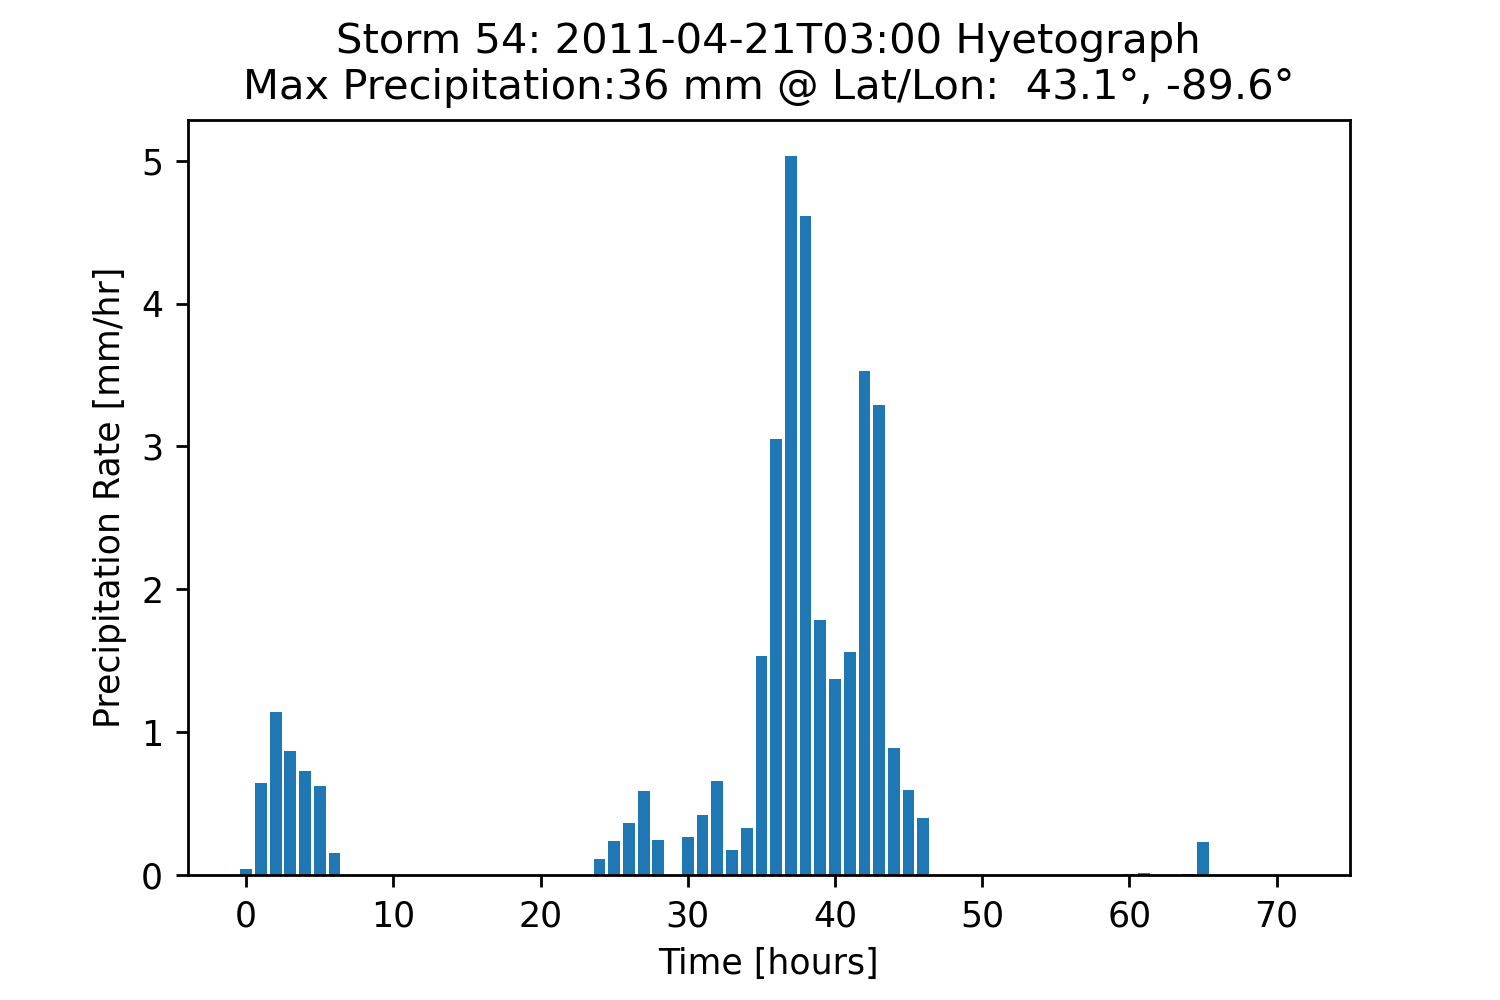 Storm 54: 2011-04-21T03:00 Hyetograph
Max Precipitation:36 mm @ Lat/Lon:  43.1°, -89.6°
Precipitation Rate [mm/hr]
5
4
3
2
1
0
0 10 20 30 40 50 60 70
Time [hours]